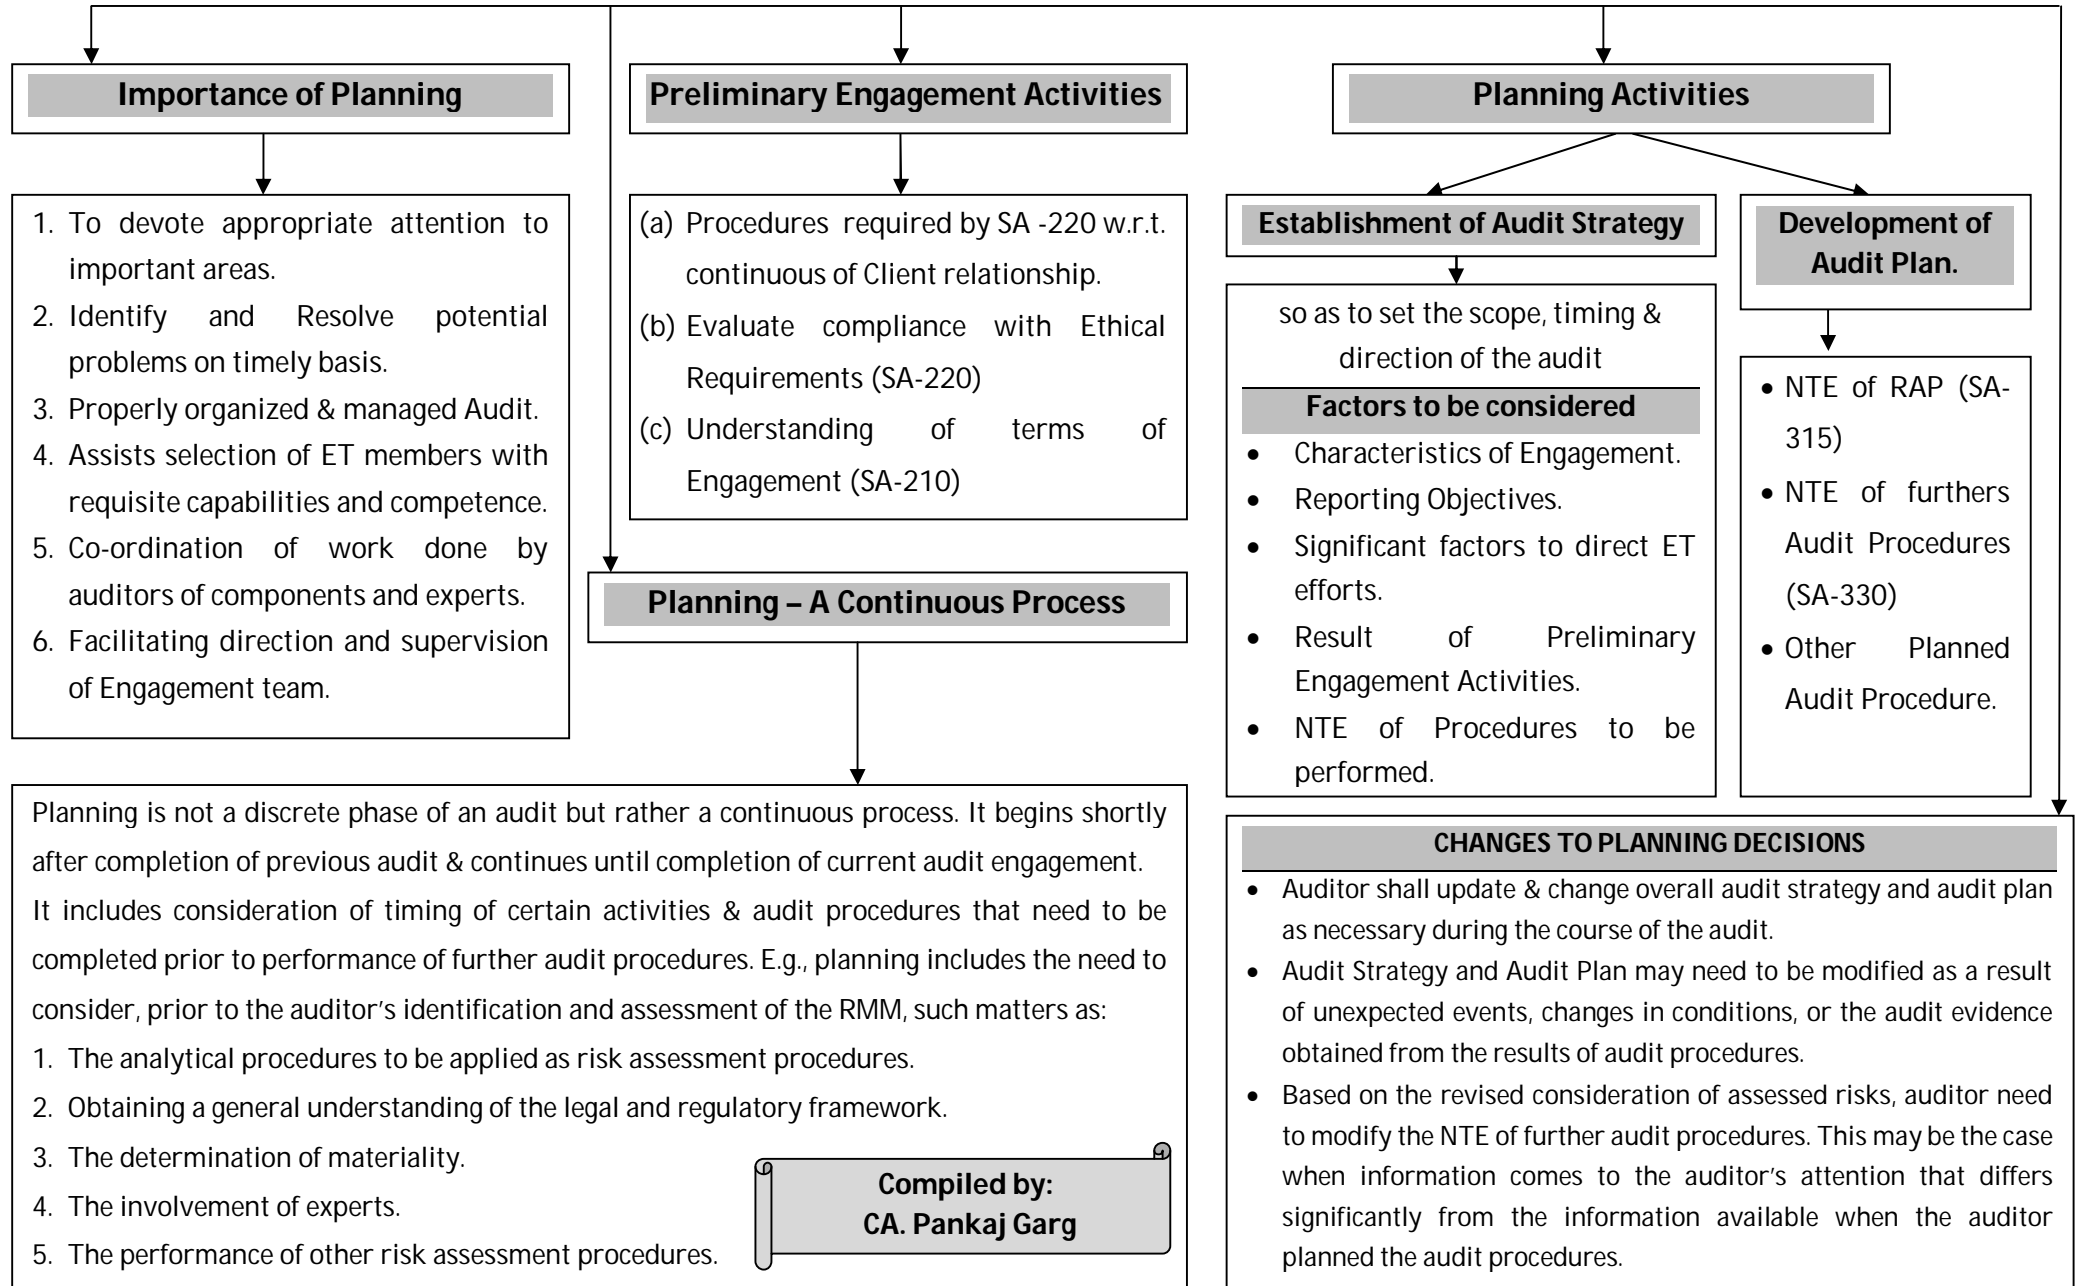 Importance of Planning
1. To devote appropriate attention to
important areas.
2. Identify and Resolve potential
problems on timely basis.
3. Properly organized & managed Audit.
4. Assists selection of ET members with
requisite capabilities and competence.
5. Co-ordination of work done by
auditors of components and experts.
6. Facilitating direction and supervision
of Engagement team.
Preliminary Engagement Activities
(a) Procedures required by SA -220 w.r.t.
continuous of Client relationship.
(b) Evaluate compliance with Ethical
Requirements (SA-220)
(c) Understanding of terms of
Engagement (SA-210)
Planning – A Continuous Process
Planning is not a discrete phase of an audit but rather a continuous process. It begins shortly
after completion of previous audit & continues until completion of current audit engagement.
It includes consideration of timing of certain activities & audit procedures that need to be
completed prior to performance of further audit procedures. E.g., planning includes the need to
consider, prior to the auditor's identification and assessment of the RMM, such matters as:
1. The analytical procedures to be applied as risk assessment procedures.
2. Obtaining a general understanding of the legal and regulatory framework.
3. The determination of materiality.
4. The involvement of experts.
5. The performance of other risk assessment procedures.
Compiled by:
CA. Pankaj Garg
Planning Activities
Establishment of Audit Strategy
so as to set the scope, timing &
direction of the audit
Factors to be considered
• Characteristics of Engagement.
• Reporting Objectives.
• Significant factors to direct ET
efforts.
• Result of Preliminary
Engagement Activities.
• NTE of Procedures to be
performed.
Development of
Audit Plan.
• NTE of RAP (SA-
315)
• NTE of furthers
Audit Procedures
(SA-330)
• Other Planned
Audit Procedure.
CHANGES TO PLANNING DECISIONS
• Auditor shall update & change overall audit strategy and audit plan
as necessary during the course of the audit.
• Audit Strategy and Audit Plan may need to be modified as a result
of unexpected events, changes in conditions, or the audit evidence
obtained from the results of audit procedures.
• Based on the revised consideration of assessed risks, auditor need
to modify the NTE of further audit procedures. This may be the case
when information comes to the auditor's attention that differs
significantly from the information available when the auditor
planned the audit procedures.